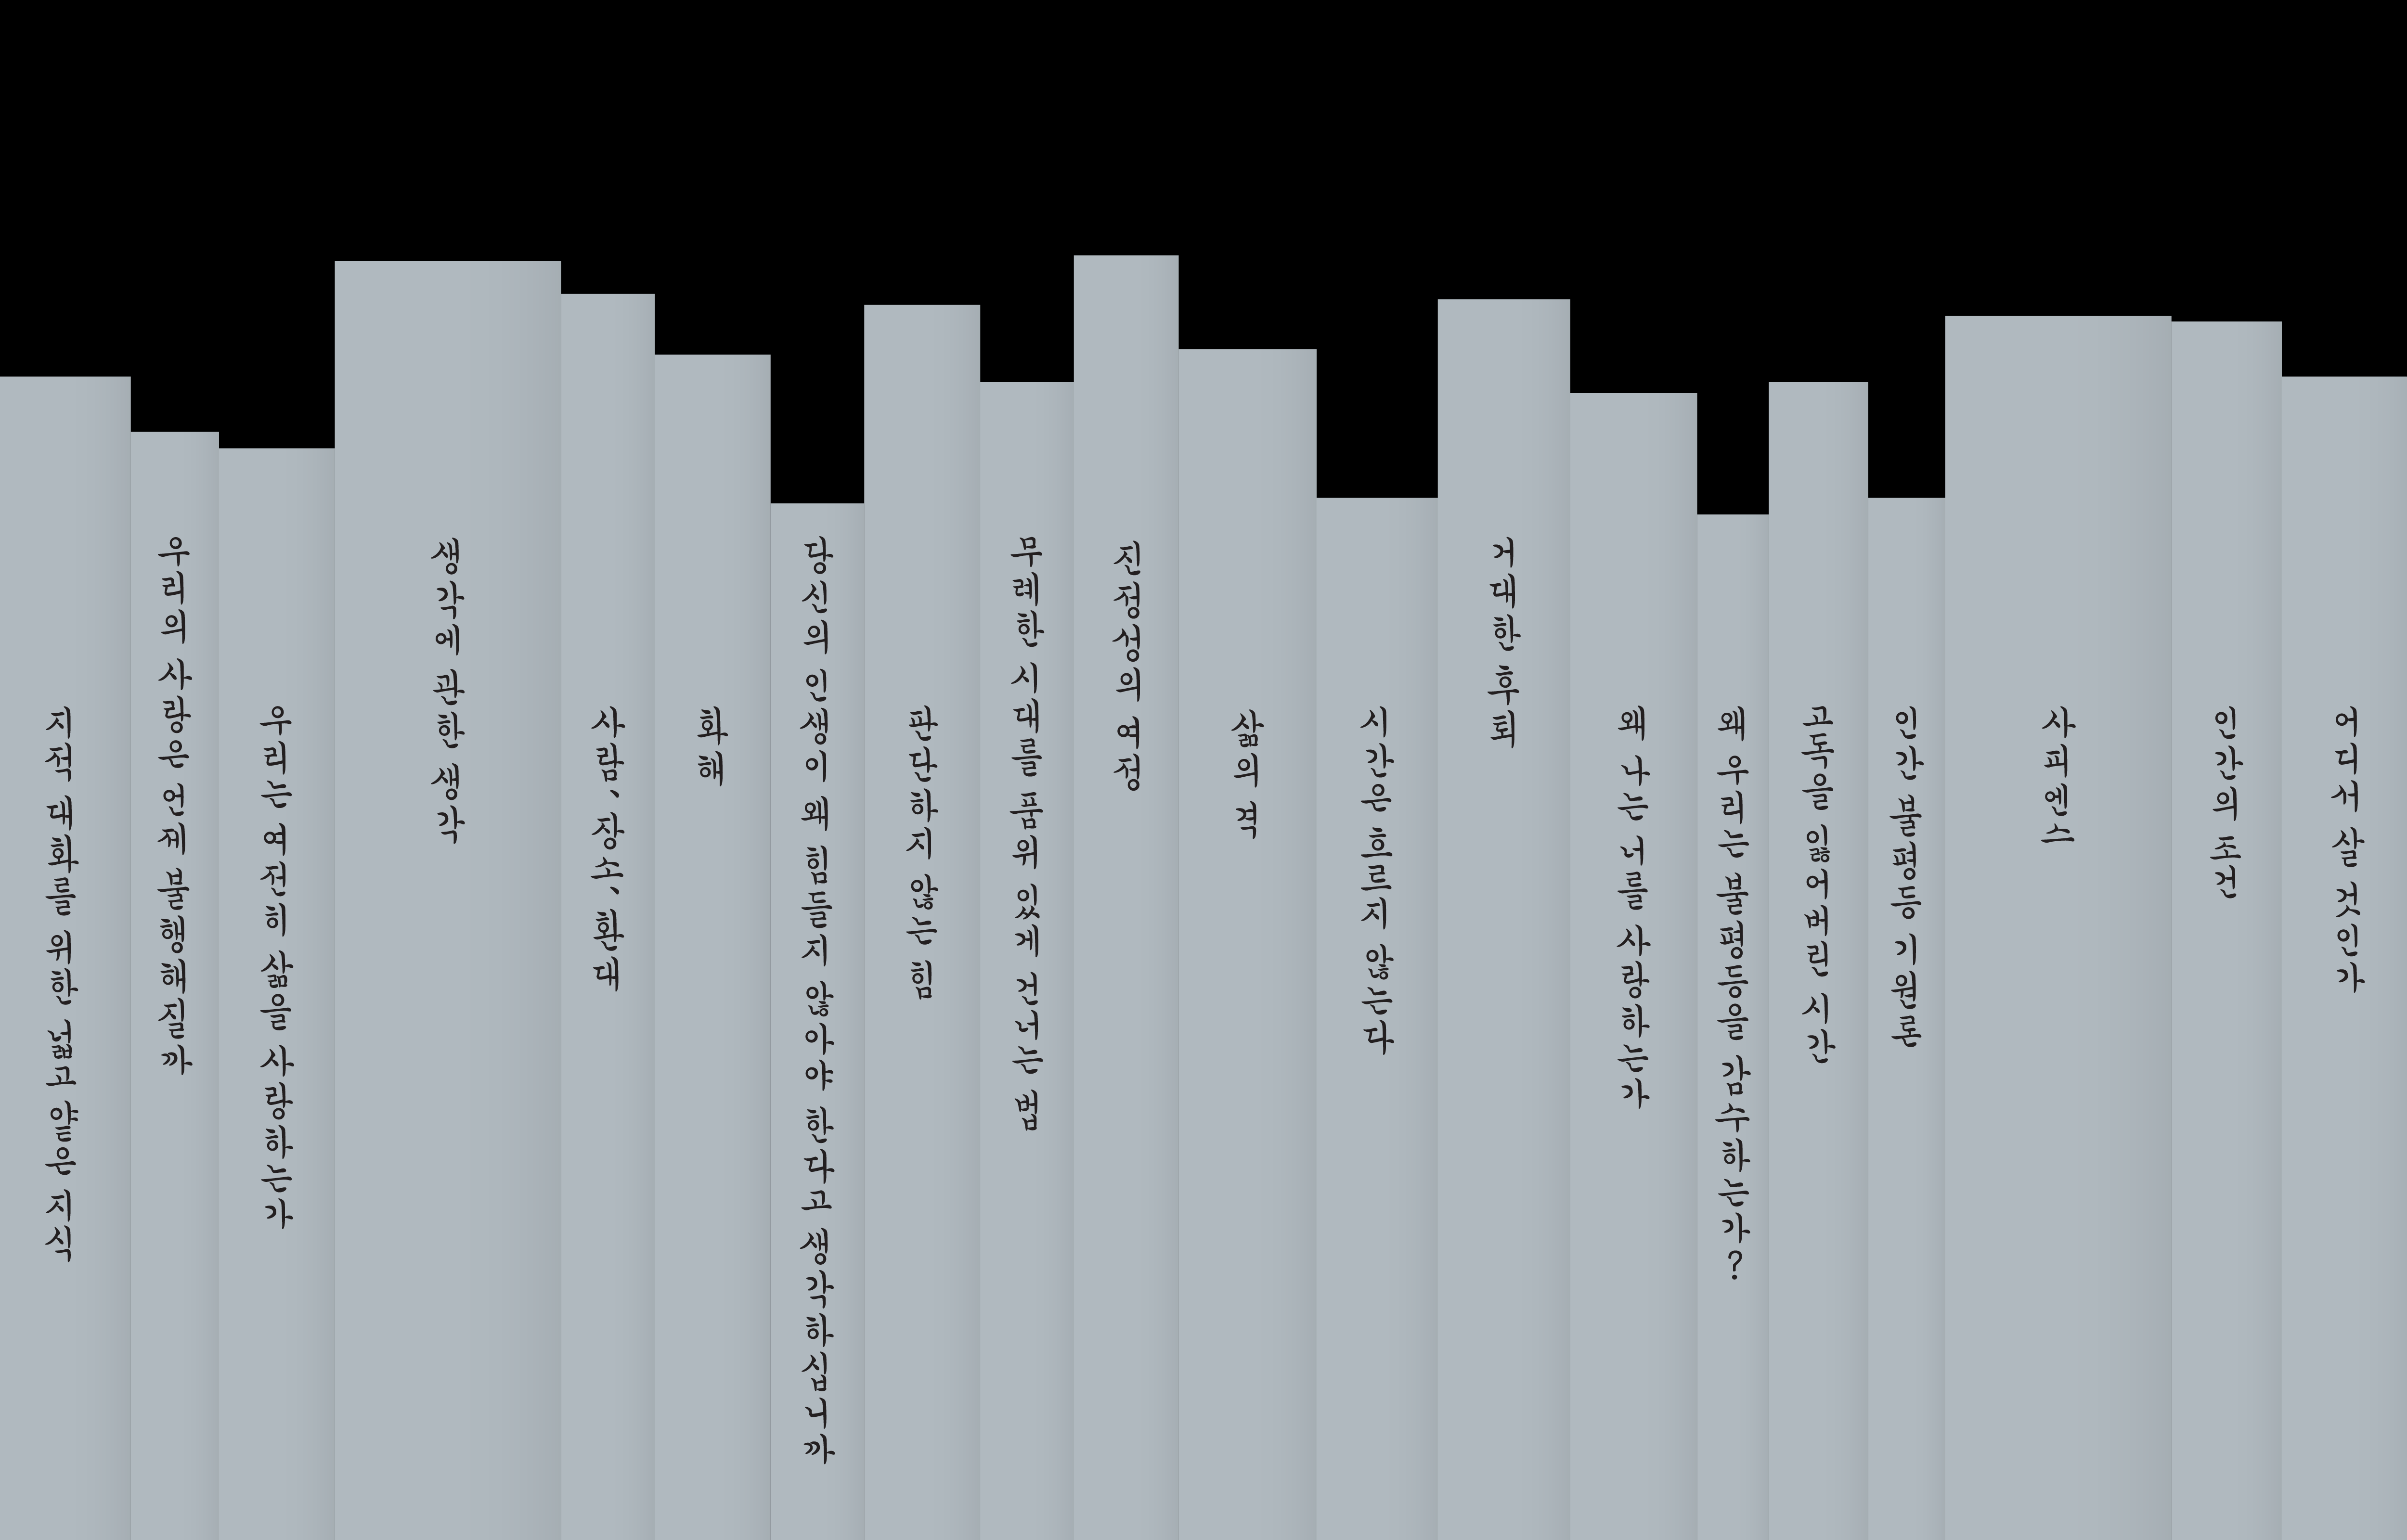 지적 대화를 위한 넓고 얕은 지식
우리의 사랑은 언제 불행해질까
우리는 여전히 삶을 사랑하는가
생각에 관한 생각
사람、장소、환대
화해
당신의 인생이 왜 힘들지 않아야 한다고 생각하십니까
판단하지 않는 힘
무례한 시대를 품위 있게 건너는 법
진정성의 여정
삶의 격
시간은 흐르지 않는다
거대한 후퇴
왜 나는 너를 사랑하는가
왜 우리는 불평등을 감수하는가?
고독을 잃어버린 시간
인간 불평등 기원론
사피엔스
인간의 조건
어디서 살 것인가